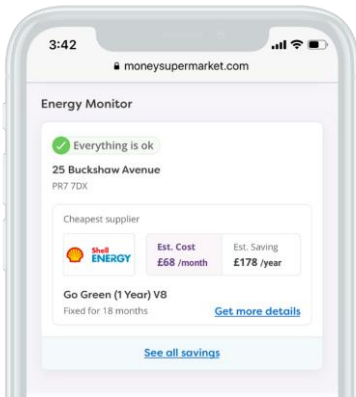 3:42
moneysupermarket.com
Energy Monitor
Everything is ok
25 Buckshaw Avenue
PR7 7DX
Cheapest supplier
Shell
ENERGY
Est. Cost
£68 /month
Est. Saving
£178 /year
Go Green (1 Year) V8
Fixed for 18 months
Get more details
See all savings